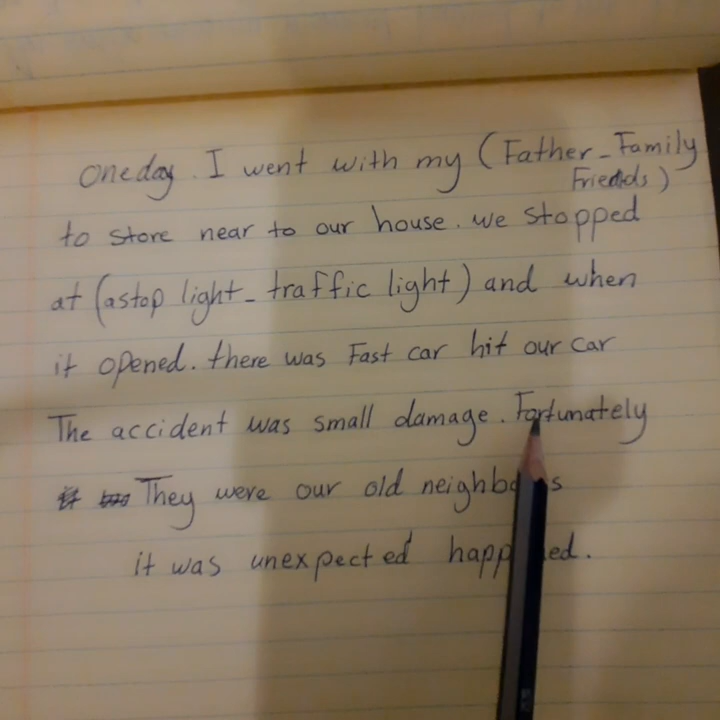 One day. I went with my (Father - Family
Friends)
to store near to our house. we stopped
at (a stop light - traffic light) and when
it opened. there was Fast car hit our car
The accident was small damage. Fortunately
They were our old
it was unexpected